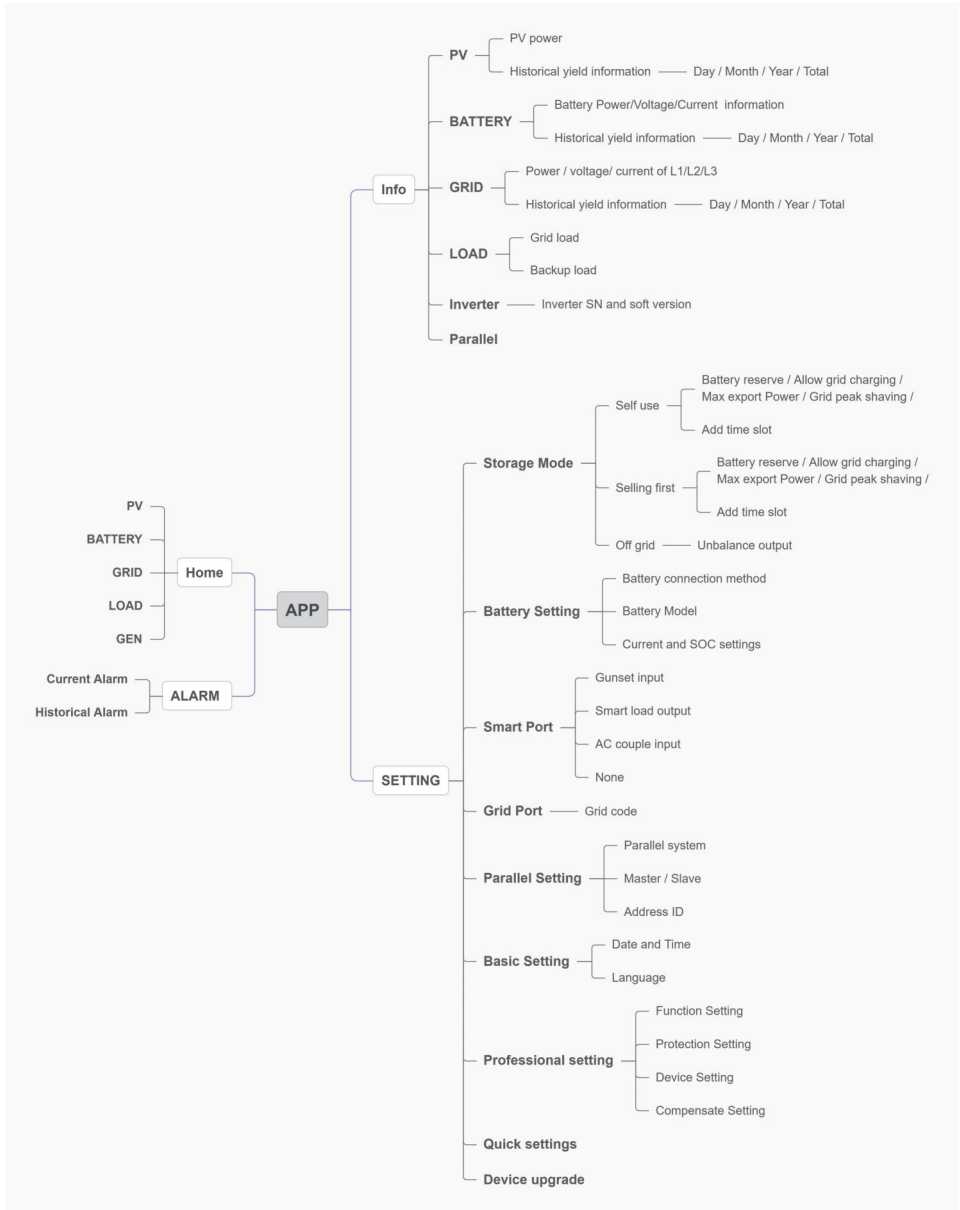 APP
Home
PV
BATTERY
GRID
LOAD
GEN
ALARM
Current Alarm
Historical Alarm
Info
PV
PV power
Historical yield information
Day / Month / Year / Total
BATTERY
Battery Power/Voltage/Current information
Historical yield information
Day / Month / Year / Total
GRID
Power / voltage/ current of L1/L2/L3
Historical yield information
Day / Month / Year / Total
LOAD
Grid load
Backup load
Inverter
Inverter SN and soft version
Parallel
SETTING
Storage Mode
Self use
Battery reserve / Allow grid charging /
Max export Power / Grid peak shaving /
Add time slot
Selling first
Battery reserve / Allow grid charging /
Max export Power / Grid peak shaving /
Add time slot
Off grid
Unbalance output
Battery Setting
Battery connection method
Battery Model
Current and SOC settings
Smart Port
Gunset input
Smart load output
AC couple input
None
Grid Port
Grid code
Parallel Setting
Parallel system
Master / Slave
Address ID
Basic Setting
Date and Time
Language
Professional setting
Function Setting
Protection Setting
Device Setting
Compensate Setting
Quick settings
Device upgrade